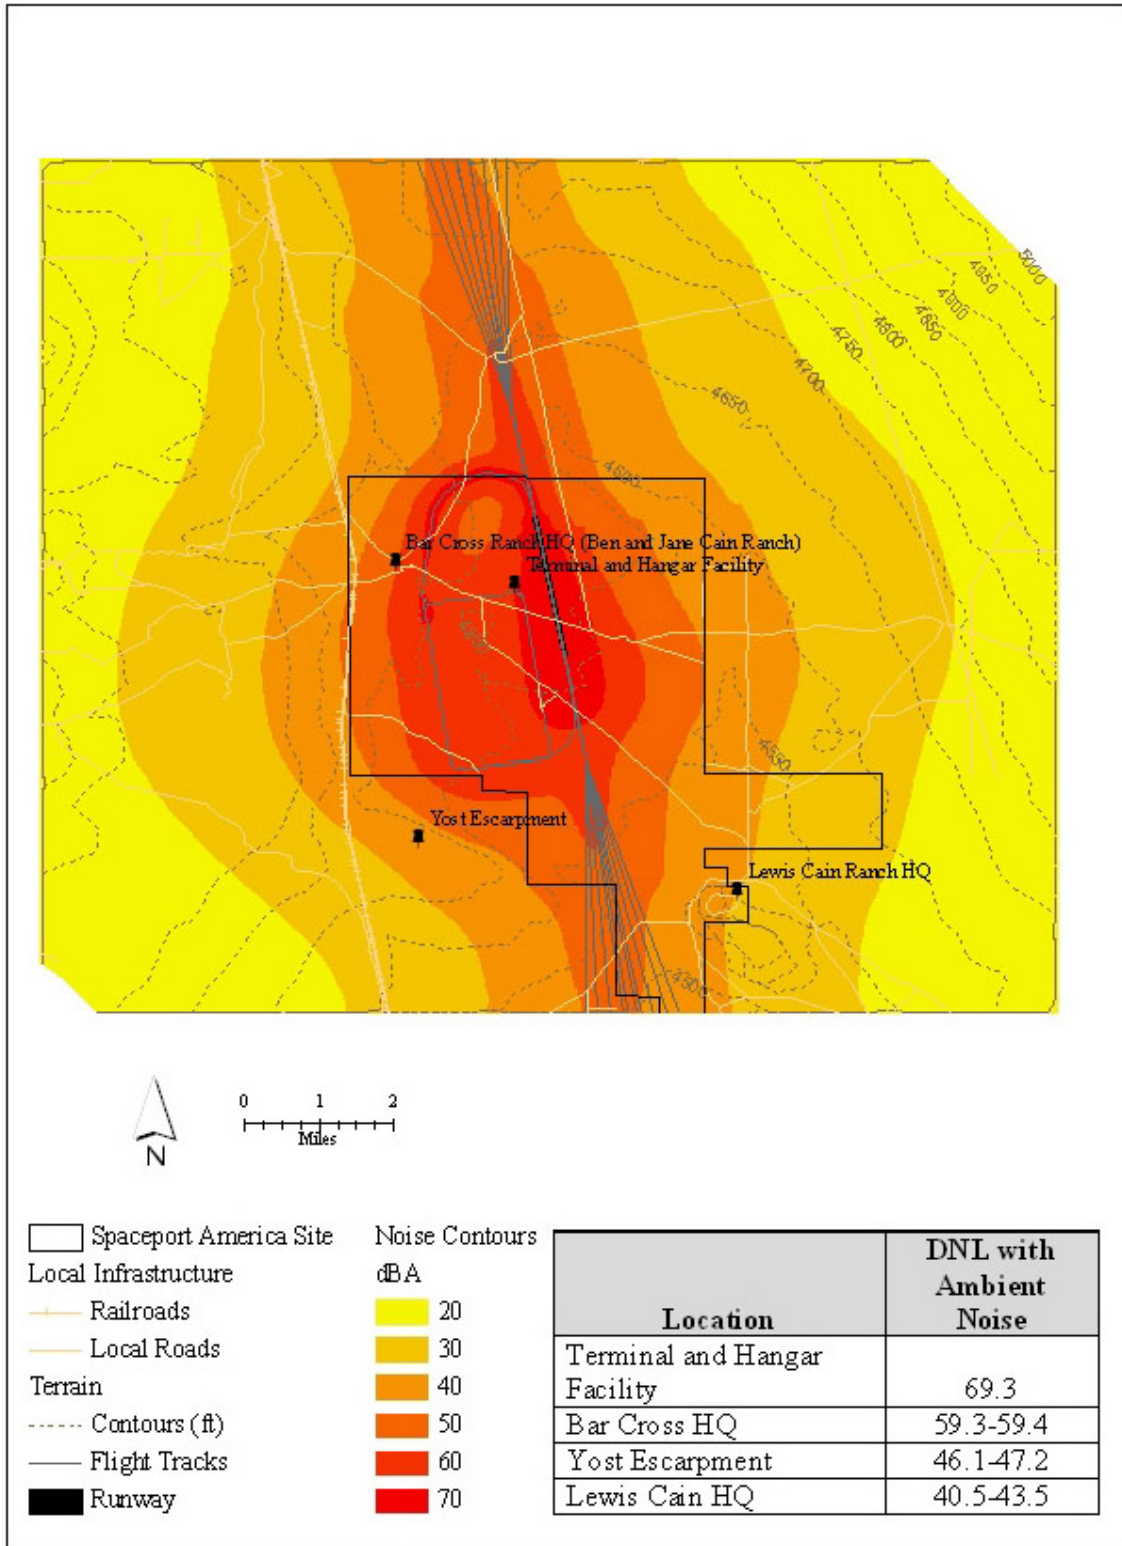 5000
4850
4800
4650
4600
4750
4700
4650
4600
Bar Cross Ranch HQ (Ben and Jane Cain Ranch)
Terminal and Hangar Facility
4550
Yost Escarpment
Lewis Cain Ranch HQ
0 1 2
Miles
N
Spaceport America Site
Local Infrastructure
Railroads
Local Roads
Terrain
Contours (ft)
Flight Tracks
Runway
Noise Contours
dBA
20
30
40
50
60
70
Location
DNL with
Ambient
Noise
Terminal and Hangar
Facility 69.3
Bar Cross HQ 59.3-59.4
Yost Escarpment 46.1-47.2
Lewis Cain HQ 40.5-43.5